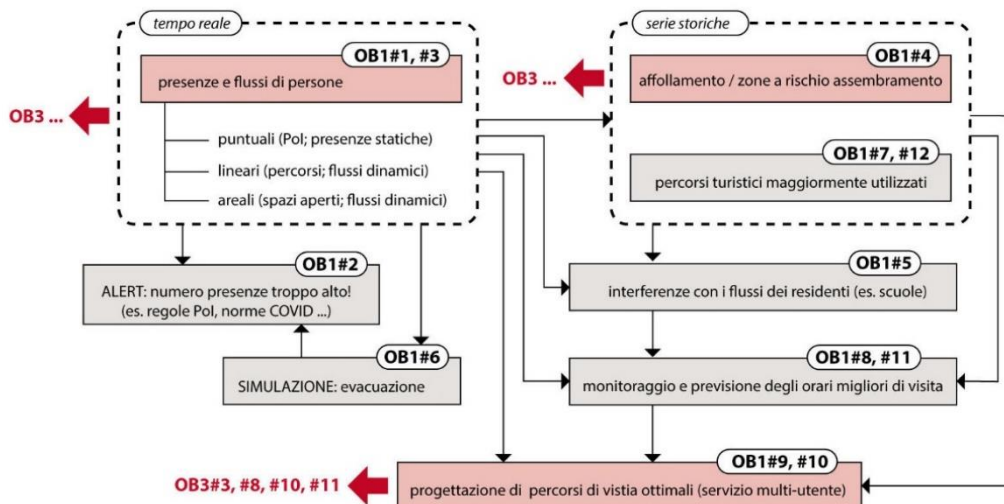 tempo reale
OB1#1, #3
presenze e flussi di persone
OB3 ...
puntuali (PoI; presenze statiche)
lineari (percorsi; flussi dinamici)
areali (spazi aperti; flussi dinamici)
serie storiche
OB1#4
OB3 ...
affollamento / zone a rischio assembramento
OB1#7, #12
percorsi turistici maggiormente utilizzati
OB1#2
ALERT: numero presenze troppo alto!
(es. regole PoI, norme COVID ...)
OB1#5
interferenze con i flussi dei residenti (es. scuole)
OB1#6
SIMULAZIONE: evacuazione
OB1#8, #11
monitoraggio e previsione degli orari migliori di visita
OB1#9, #10
OB3#3, #8, #10, #11
progettazione di percorsi di vistia ottimali (servizio multi-utente)